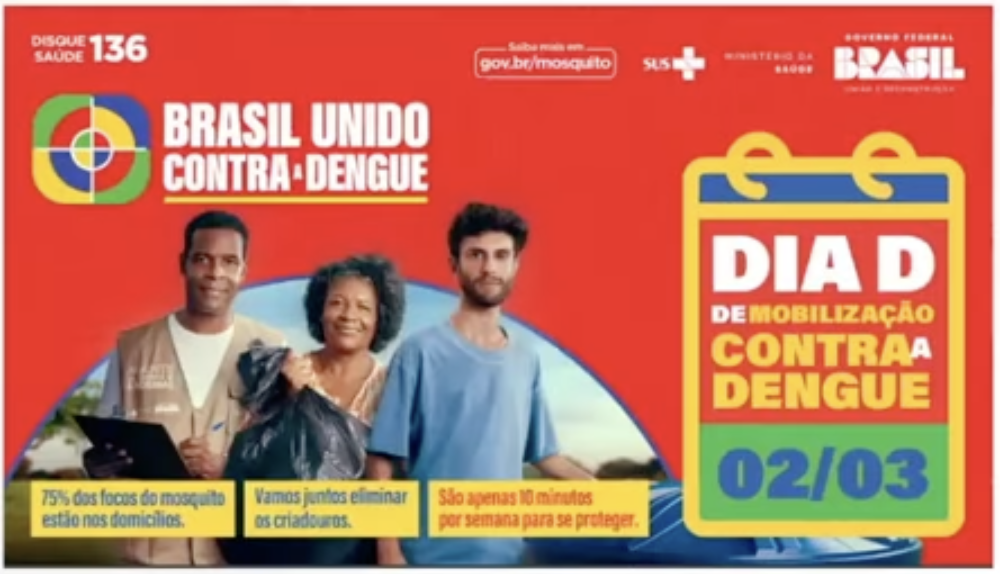 DISQUE
SAÚDE 136
Saiba mais em
gov.br/mosquito
SUS
MINISTÉRIO DA
SAÚDE
GOVERNO FEDERAL
BRASIL
UNIÃO E RECONSTRUÇÃO
BRASIL UNIDO
CONTRA A DENGUE
DIA D
DE MOBILIZAÇÃO
CONTRA A
DENGUE
02/03
75% dos focos do mosquito
estão nos domicílios.
Vamos juntos eliminar
os criadouros.
São apenas 10 minutos
por semana para se proteger.